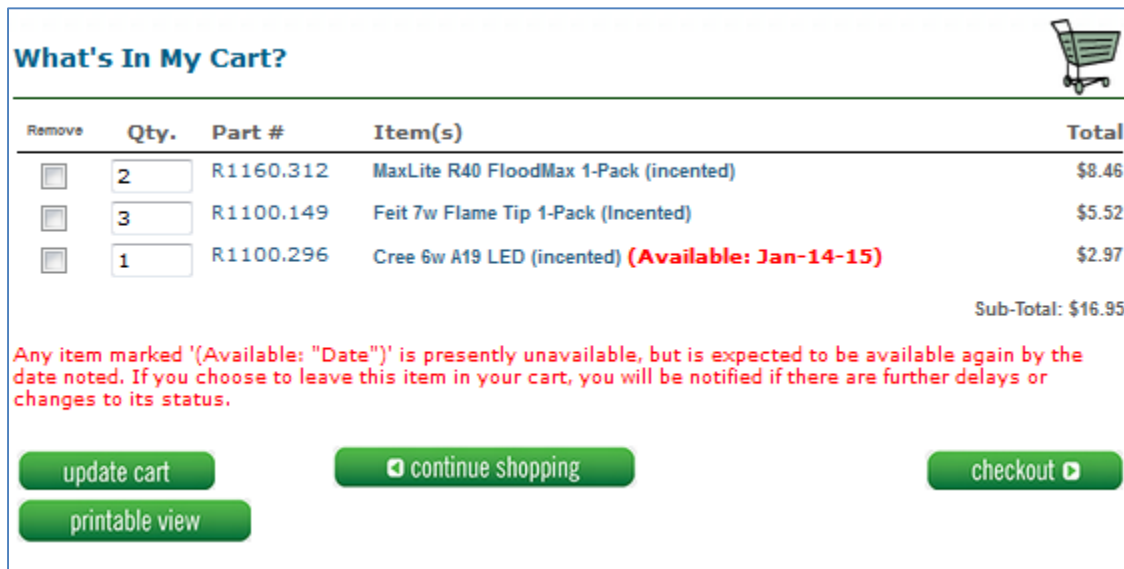 What's In My Cart?
Remove Qty. Part # Item(s) Total
2 R1160.312 MaxLite R40 FloodMax 1-Pack (incented) $8.46
3 R1100.149 Feit 7w Flame Tip 1-Pack (Incented) $5.52
1 R1100.296 Cree 6w A19 LED (incented) (Available: Jan-14-15) $2.97
Sub-Total: $16.95
Any item marked '(Available: "Date")' is presently unavailable, but is expected to be available again by the
date noted. If you choose to leave this item in your cart, you will be notified if there are further delays or
changes to its status.
update cart continue shopping checkout
printable view